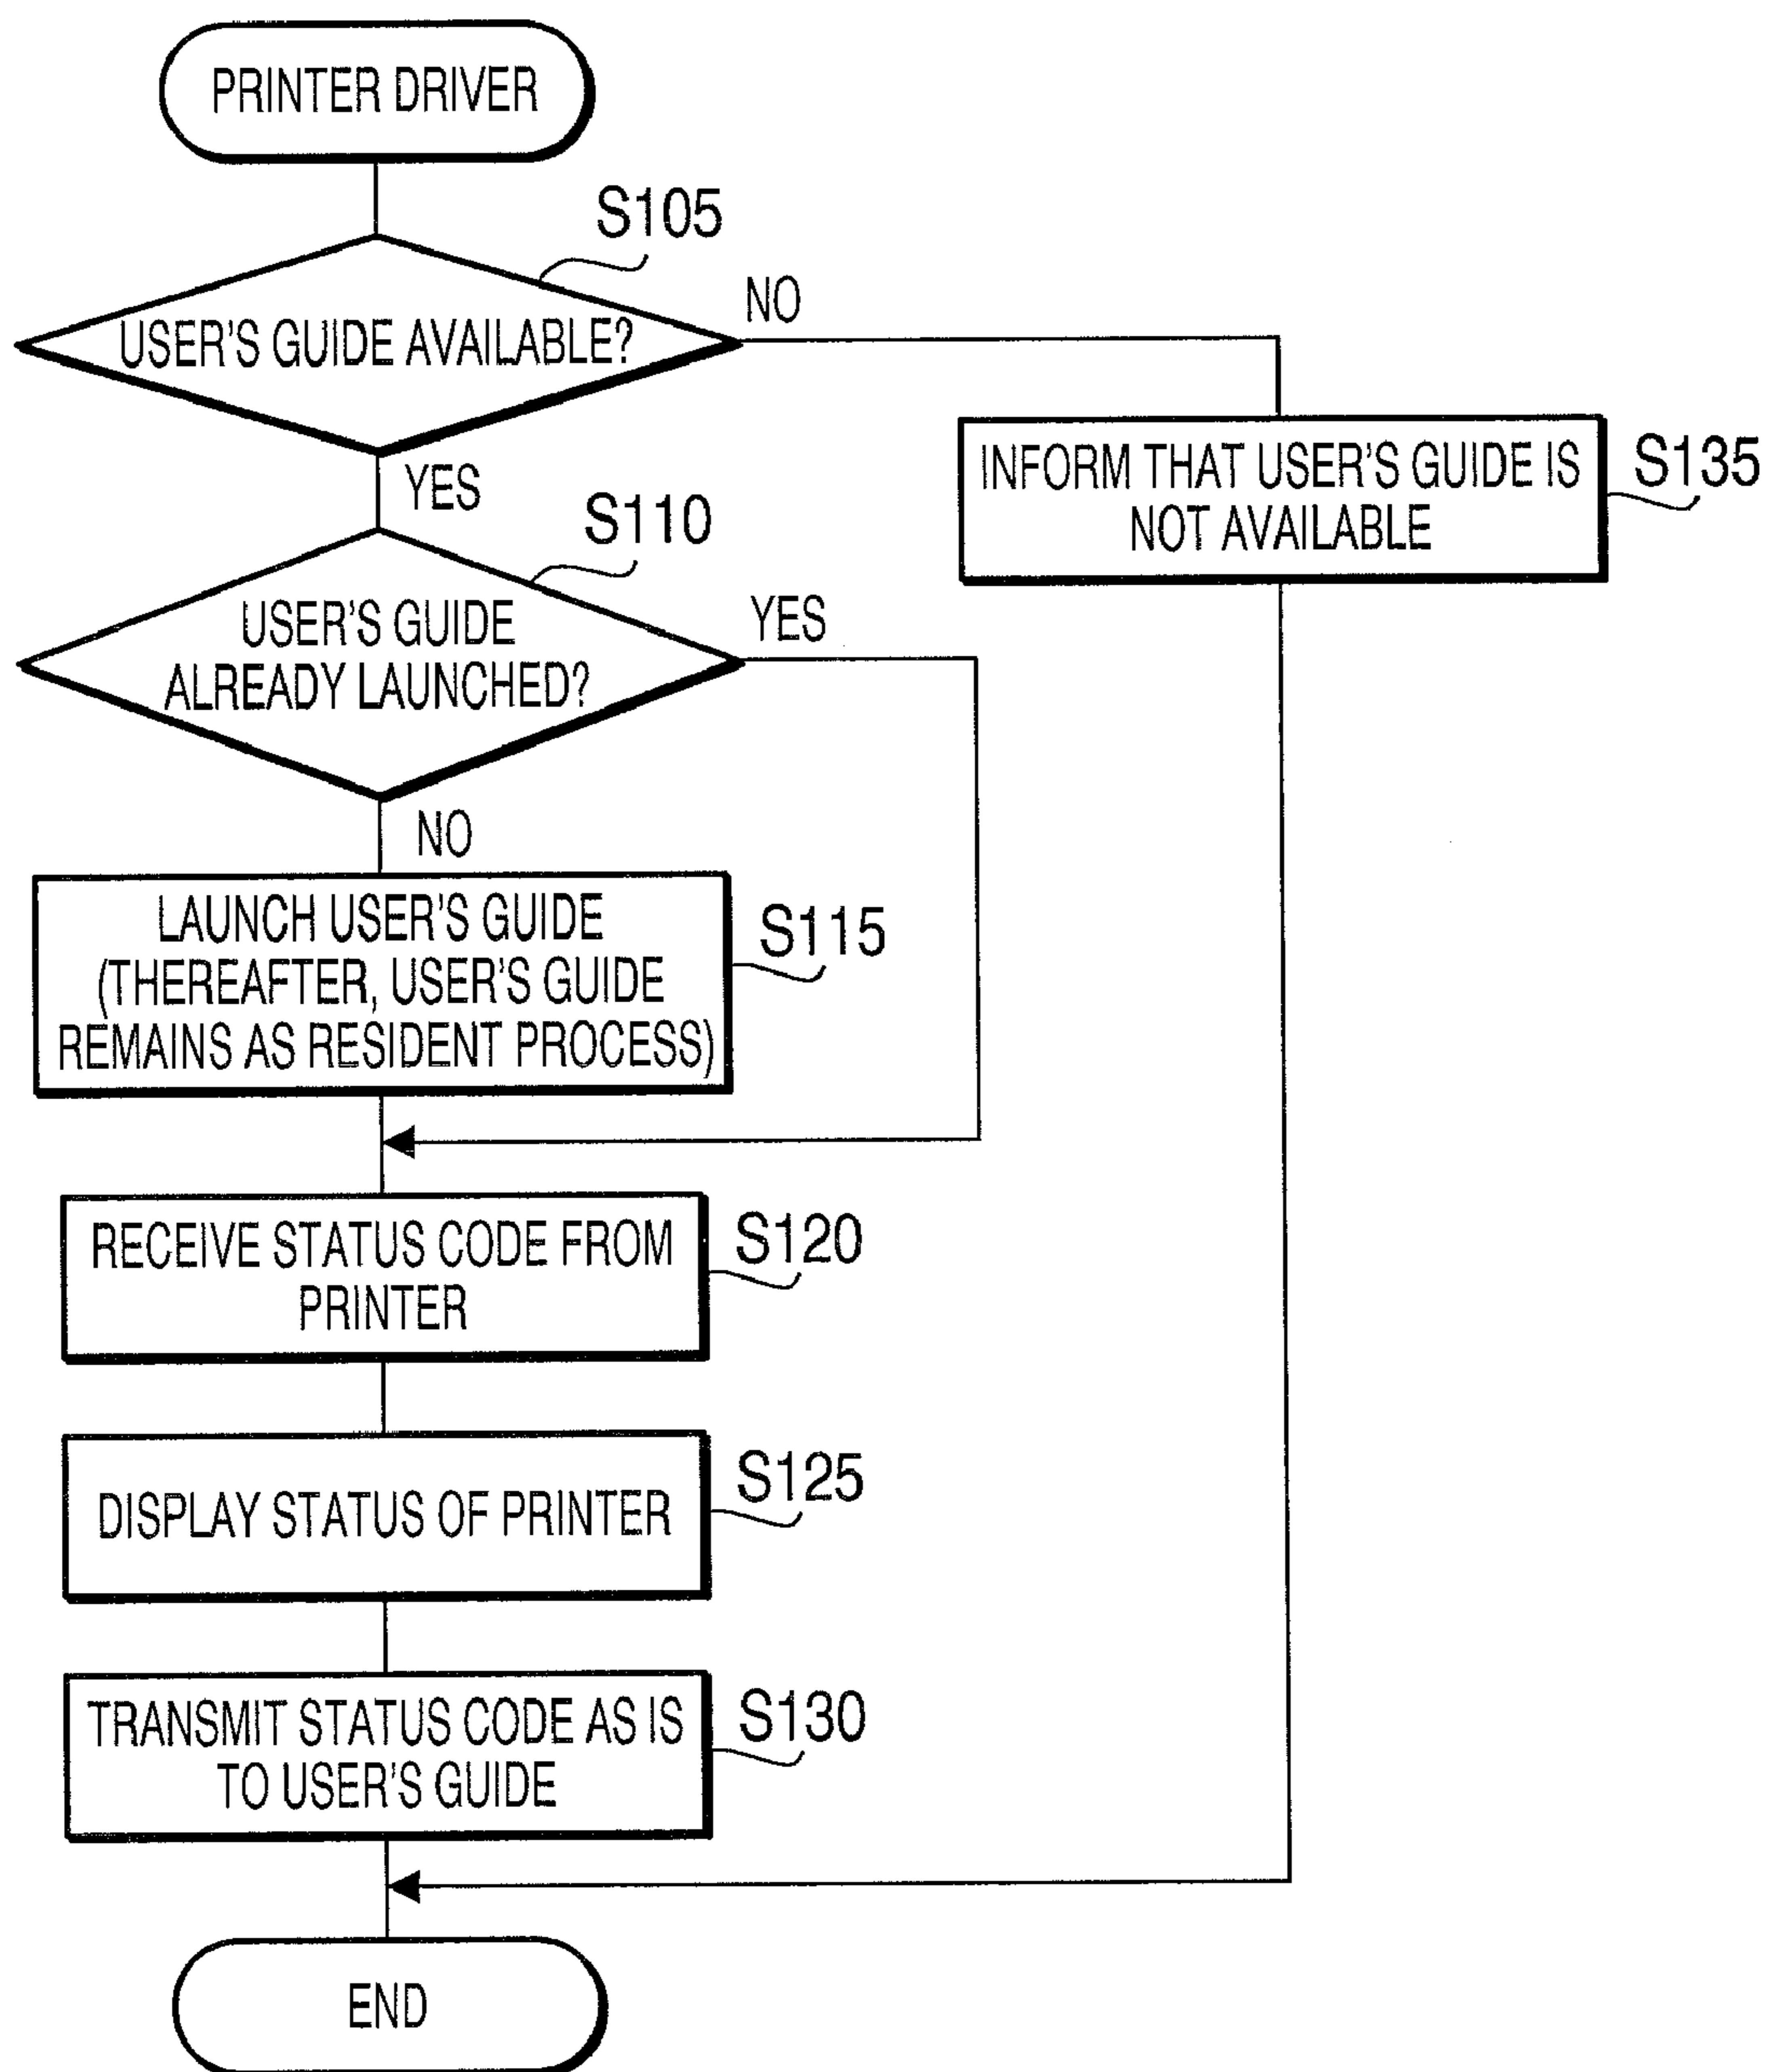 PRINTER DRIVER
S105
USER'S GUIDE AVAILABLE?
NO
YES
INFORM THAT USER'S GUIDE IS
NOT AVAILABLE
S135
S110
USER'S GUIDE
ALREADY LAUNCHED?
YES
NO
LAUNCH USER'S GUIDE
(THEREAFTER, USER'S GUIDE
REMAINS AS RESIDENT PROCESS)
S115
RECEIVE STATUS CODE FROM
PRINTER
S120
DISPLAY STATUS OF PRINTER
S125
TRANSMIT STATUS CODE AS IS
TO USER'S GUIDE
S130
END